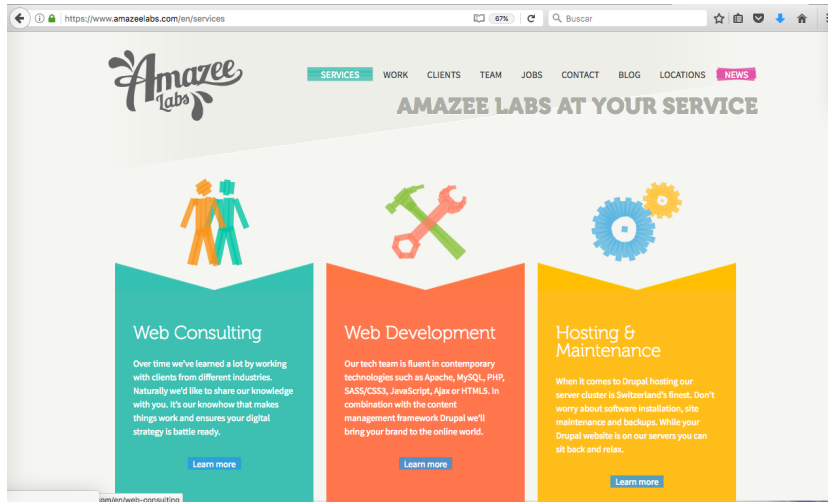 https://www.amazeelabs.com/en/services
67%
Buscar
Amazee
Labs
SERVICES WORK CLIENTS TEAM JOBS CONTACT BLOG LOCATIONS NEWS
AMAZEE LABS AT YOUR SERVICE
Web Consulting
Over time we've learned a lot by working
with clients from different industries.
Naturally we'd like to share our knowledge
with you. It's our knowhow that makes
things work and ensures your digital
strategy is battle ready.
Learn more
Web Development
Our tech team is fluent in contemporary
technologies such as Apache, MySQL, PHP,
SASS/CSS3, JavaScript, Ajax or HTML5. In
combination with the content
management framework Drupal we'll
bring your brand to the online world.
Learn more
Hosting &
Maintenance
When it comes to Drupal hosting our
server cluster is Switzerland's finest. Don't
worry about software installation, site
maintenance and backups. While your
Drupal website is on our servers you can
sit back and relax.
Learn more
com/en/web-consulting